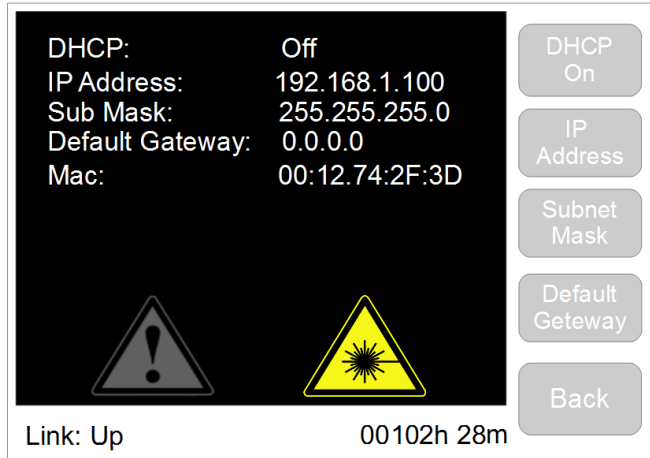 DHCP: Off
IP Address: 192.168.1.100
Sub Mask: 255.255.255.0
Default Gateway: 0.0.0.0
Mac: 00:12.74:2F:3D
Link: Up 00102h 28m
DHCP
On
IP
Address
Subnet
Mask
Default
Geteway
Back